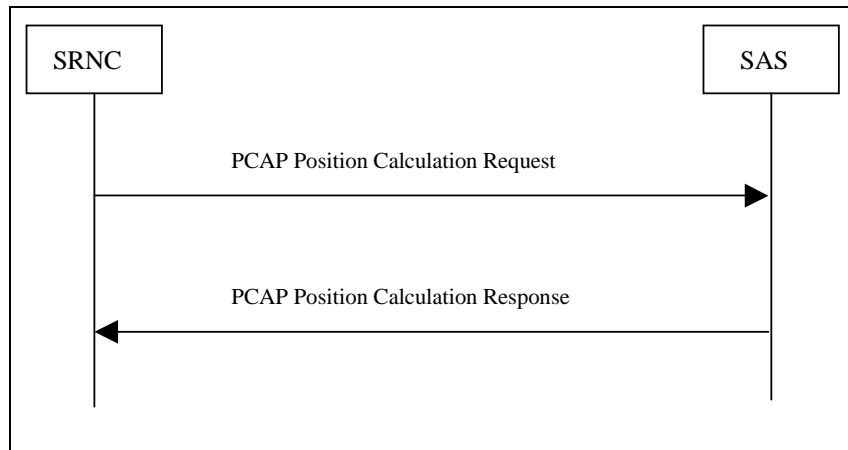 SRNC
SAS
PCAP Position Calculation Request
PCAP Position Calculation Response